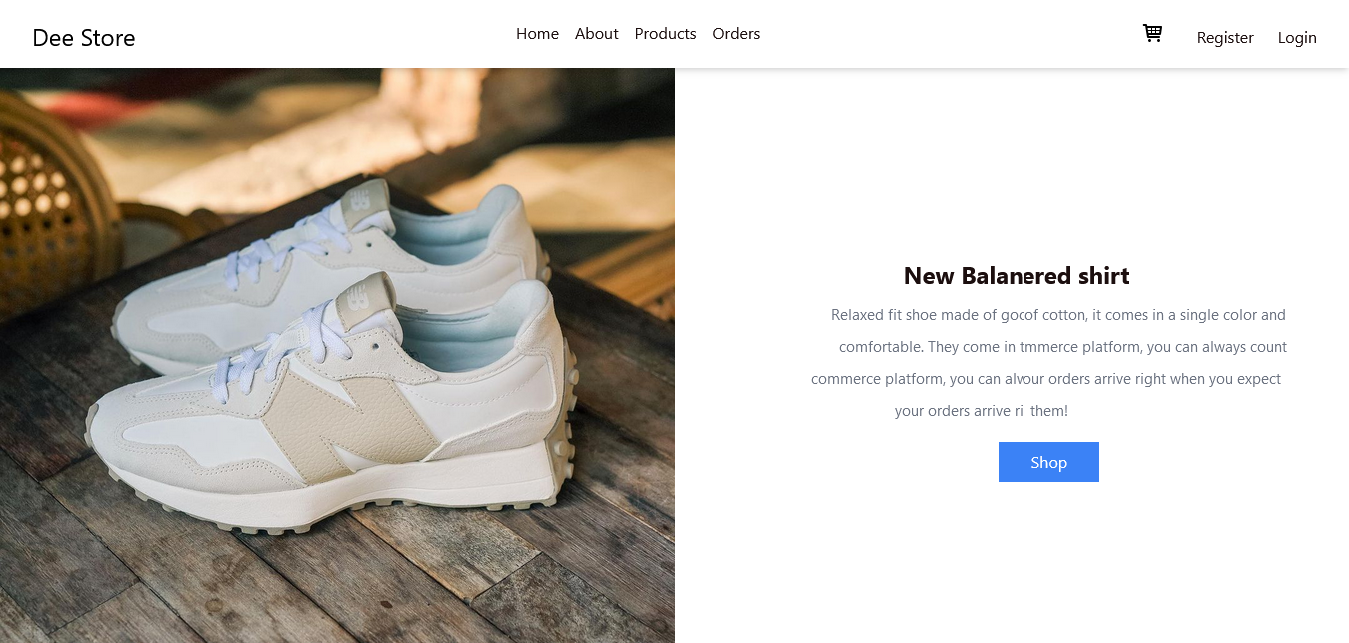 Dee Store
Home About Products Orders
Register Login
New Balanered shirt
Relaxed fit shoe made of gocof cotton, it comes in a single color and
comfortable. They come in tmmerce platform, you can always count
commerce platform, you can alvour orders arrive right when you expect
your orders arrive ri them!
Shop